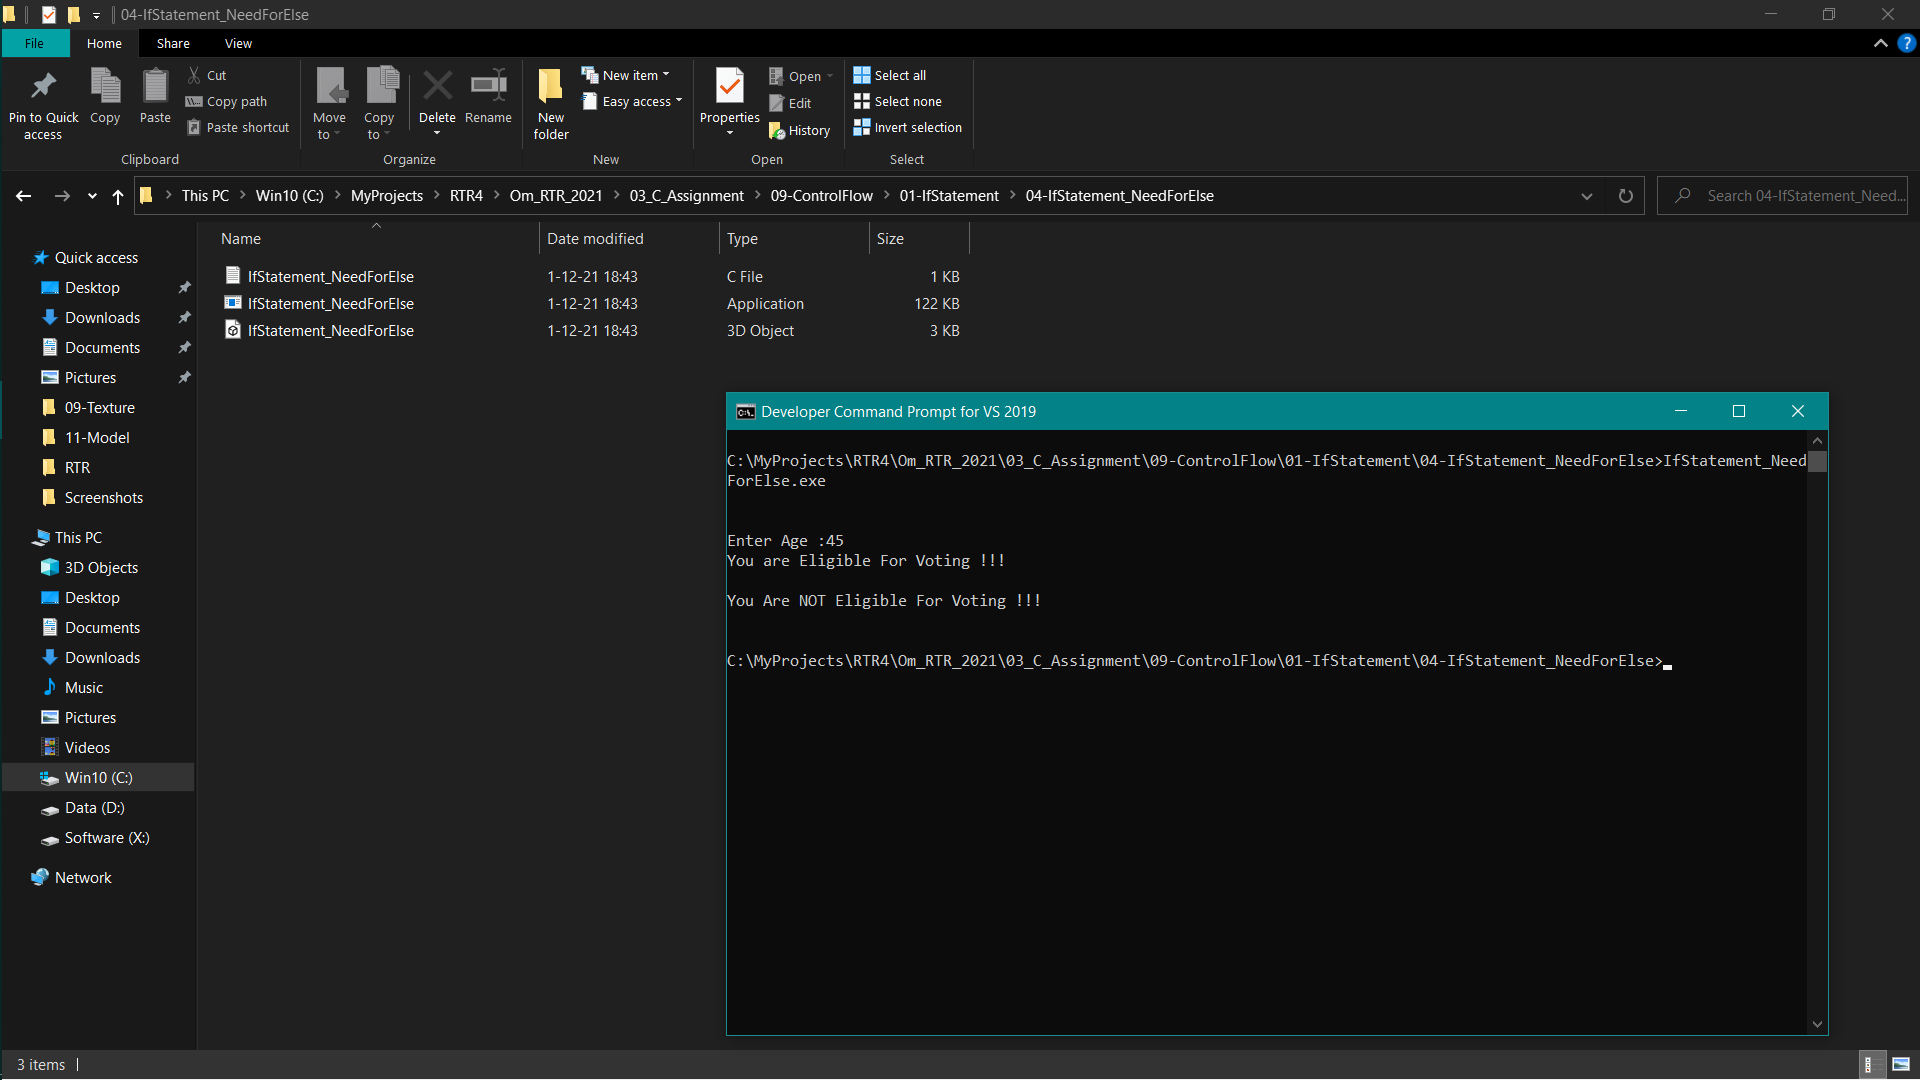 04-IfStatement_NeedForElse
File Home Share View
Pin to Quick access
Copy
Paste
Cut
Copy path
Paste shortcut
Clipboard
Move to
Copy to
Delete
Rename
Organize
New folder
New item
Easy access
New
Properties
Open
Edit
History
Open
Select all
Select none
Invert selection
Select
This PC > Win10 (C:) > MyProjects > RTR4 > Om_RTR_2021 > 03_C_Assignment > 09-ControlFlow > 01-IfStatement > 04-IfStatement_NeedForElse
Search 04-IfStatement_Need...
Quick access
Desktop
Downloads
Documents
Pictures
09-Texture
11-Model
RTR
Screenshots
This PC
3D Objects
Desktop
Documents
Downloads
Music
Pictures
Videos
Win10 (C:)
Data (D:)
Software (X:)
Network
Name Date modified Type Size
IfStatement_NeedForElse 1-12-21 18:43 C File 1 KB
IfStatement_NeedForElse 1-12-21 18:43 Application 122 KB
IfStatement_NeedForElse 1-12-21 18:43 3D Object 3 KB
Developer Command Prompt for VS 2019
C:\MyProjects\RTR4\Om_RTR_2021\03_C_Assignment\09-ControlFlow\01-IfStatement\04-IfStatement_NeedForElse>IfStatement_Need
ForElse.exe
Enter Age :45
You are Eligible For Voting !!!
You Are NOT Eligible For Voting !!!
C:\MyProjects\RTR4\Om_RTR_2021\03_C_Assignment\09-ControlFlow\01-IfStatement\04-IfStatement_NeedForElse>
3 items